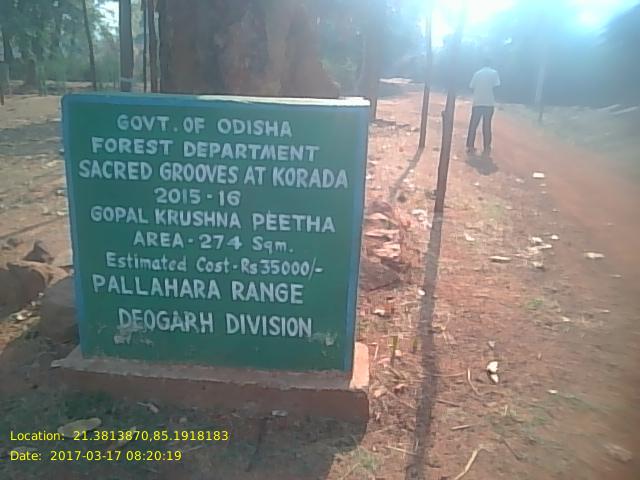 GOVT. OF ODISHA
FOREST DEPARTMENT
SACRED GROOVES AT KORADA
2015-16
GOPAL KRUSHNA PEETHA
AREA-274 Sqm.
Estimated Cost-Rs35000/-
PALLAHARA RANGE
DEOGARH DIVISION
Location: 21.3813870,85.1918183
Date: 2017-03-17 08:20:19